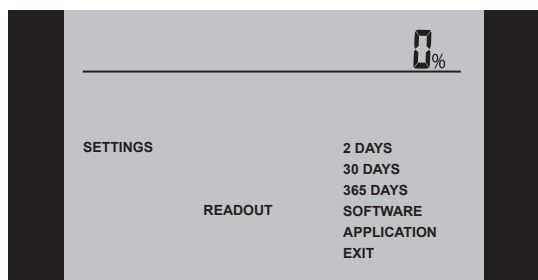 0%
SETTINGS 2 DAYS
30 DAYS
365 DAYS
READOUT SOFTWARE
APPLICATION
EXIT